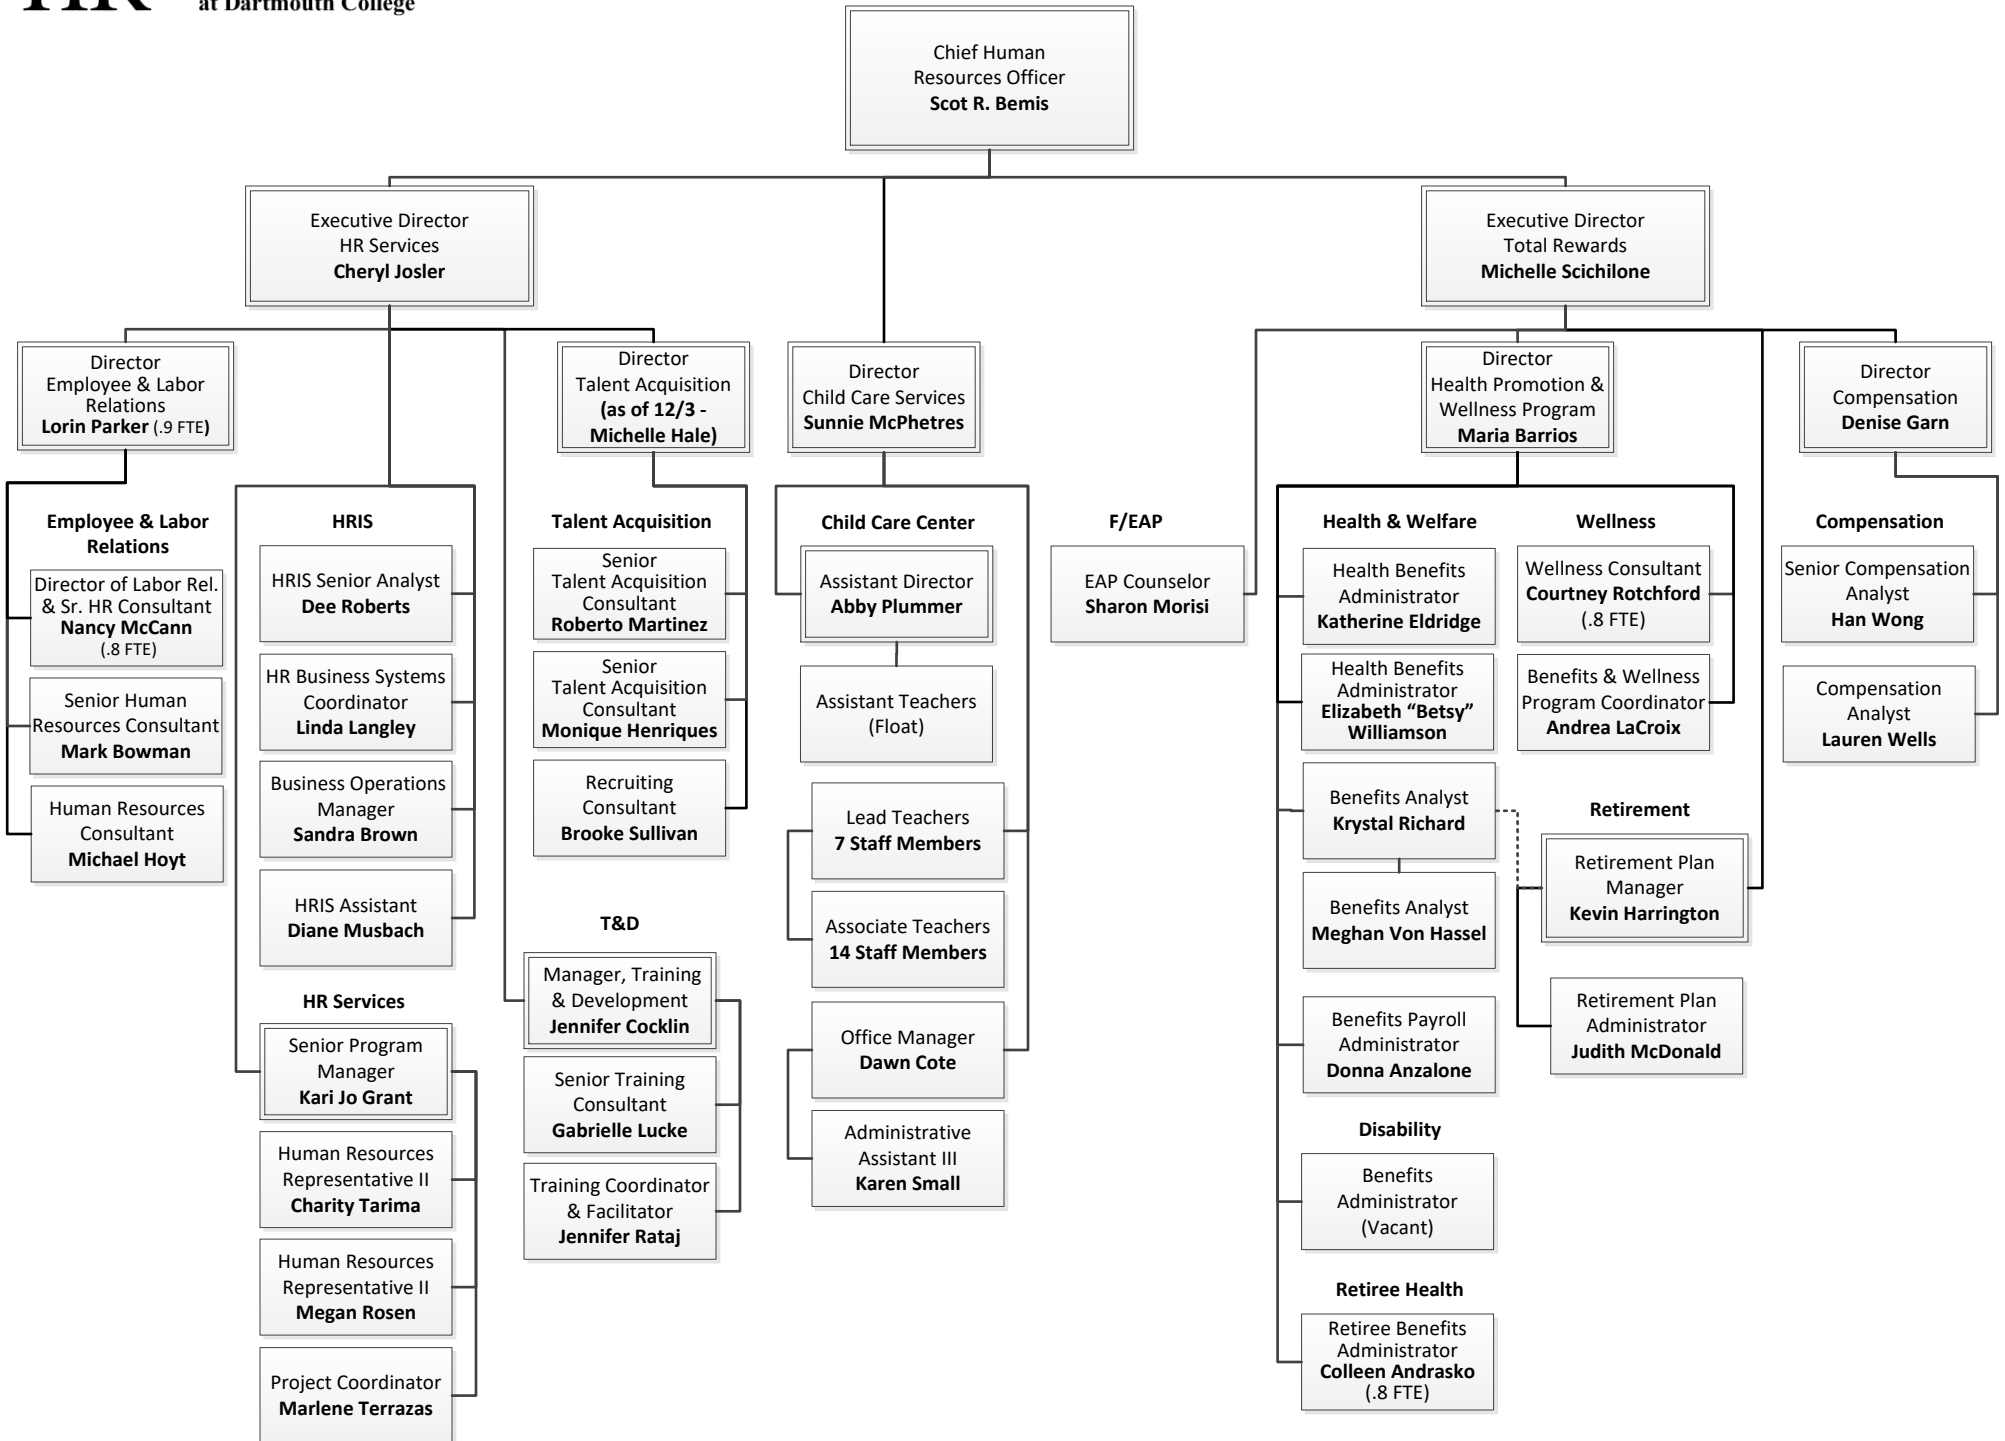 HR
at Dartmouth College
Chief Human
Resources Officer
Scot R. Bemis
Executive Director
HR Services
Cheryl Josler
Executive Director
Total Rewards
Michelle Scichilone
Director
Employee & Labor
Relations
Lorin Parker (.9 FTE)
Director
Talent Acquisition
(as of 12/3 -
Michelle Hale)
Director
Child Care Services
Sunnie McPhetres
Director
Health Promotion &
Wellness Program
Maria Barrios
Director
Compensation
Denise Garn
Employee & Labor
Relations
Director of Labor Rel.
& Sr. HR Consultant
Nancy McCann
(.8 FTE)
Senior Human
Resources Consultant
Mark Bowman
Human Resources
Consultant
Michael Hoyt
HRIS
HRIS Senior Analyst
Dee Roberts
HR Business Systems
Coordinator
Linda Langley
Business Operations
Manager
Sandra Brown
HRIS Assistant
Diane Musbach
HR Services
Senior Program
Manager
Kari Jo Grant
Human Resources
Representative II
Charity Tarima
Human Resources
Representative II
Megan Rosen
Project Coordinator
Marlene Terrazas
Talent Acquisition
Senior
Talent Acquisition
Consultant
Roberto Martinez
Senior
Talent Acquisition
Consultant
Monique Henriques
Recruiting
Consultant
Brooke Sullivan
T&D
Manager, Training
& Development
Jennifer Cocklin
Senior Training
Consultant
Gabrielle Lucke
Training Coordinator
& Facilitator
Jennifer Rataj
Child Care Center
Assistant Director
Abby Plummer
Assistant Teachers
(Float)
Lead Teachers
7 Staff Members
Associate Teachers
14 Staff Members
Office Manager
Dawn Cote
Administrative
Assistant III
Karen Small
F/EAP
EAP Counselor
Sharon Morisi
Health & Welfare
Health Benefits
Administrator
Katherine Eldridge
Health Benefits
Administrator
Elizabeth “Betsy”
Williamson
Benefits Analyst
Krystal Richard
Benefits Analyst
Meghan Von Hassel
Benefits Payroll
Administrator
Donna Anzalone
Disability
Benefits
Administrator
(Vacant)
Retiree Health
Retiree Benefits
Administrator
Colleen Andrasko
(.8 FTE)
Wellness
Wellness Consultant
Courtney Rotchford
(.8 FTE)
Benefits & Wellness
Program Coordinator
Andrea LaCroix
Retirement
Retirement Plan
Manager
Kevin Harrington
Retirement Plan
Administrator
Judith McDonald
Compensation
Senior Compensation
Analyst
Han Wong
Compensation
Analyst
Lauren Wells